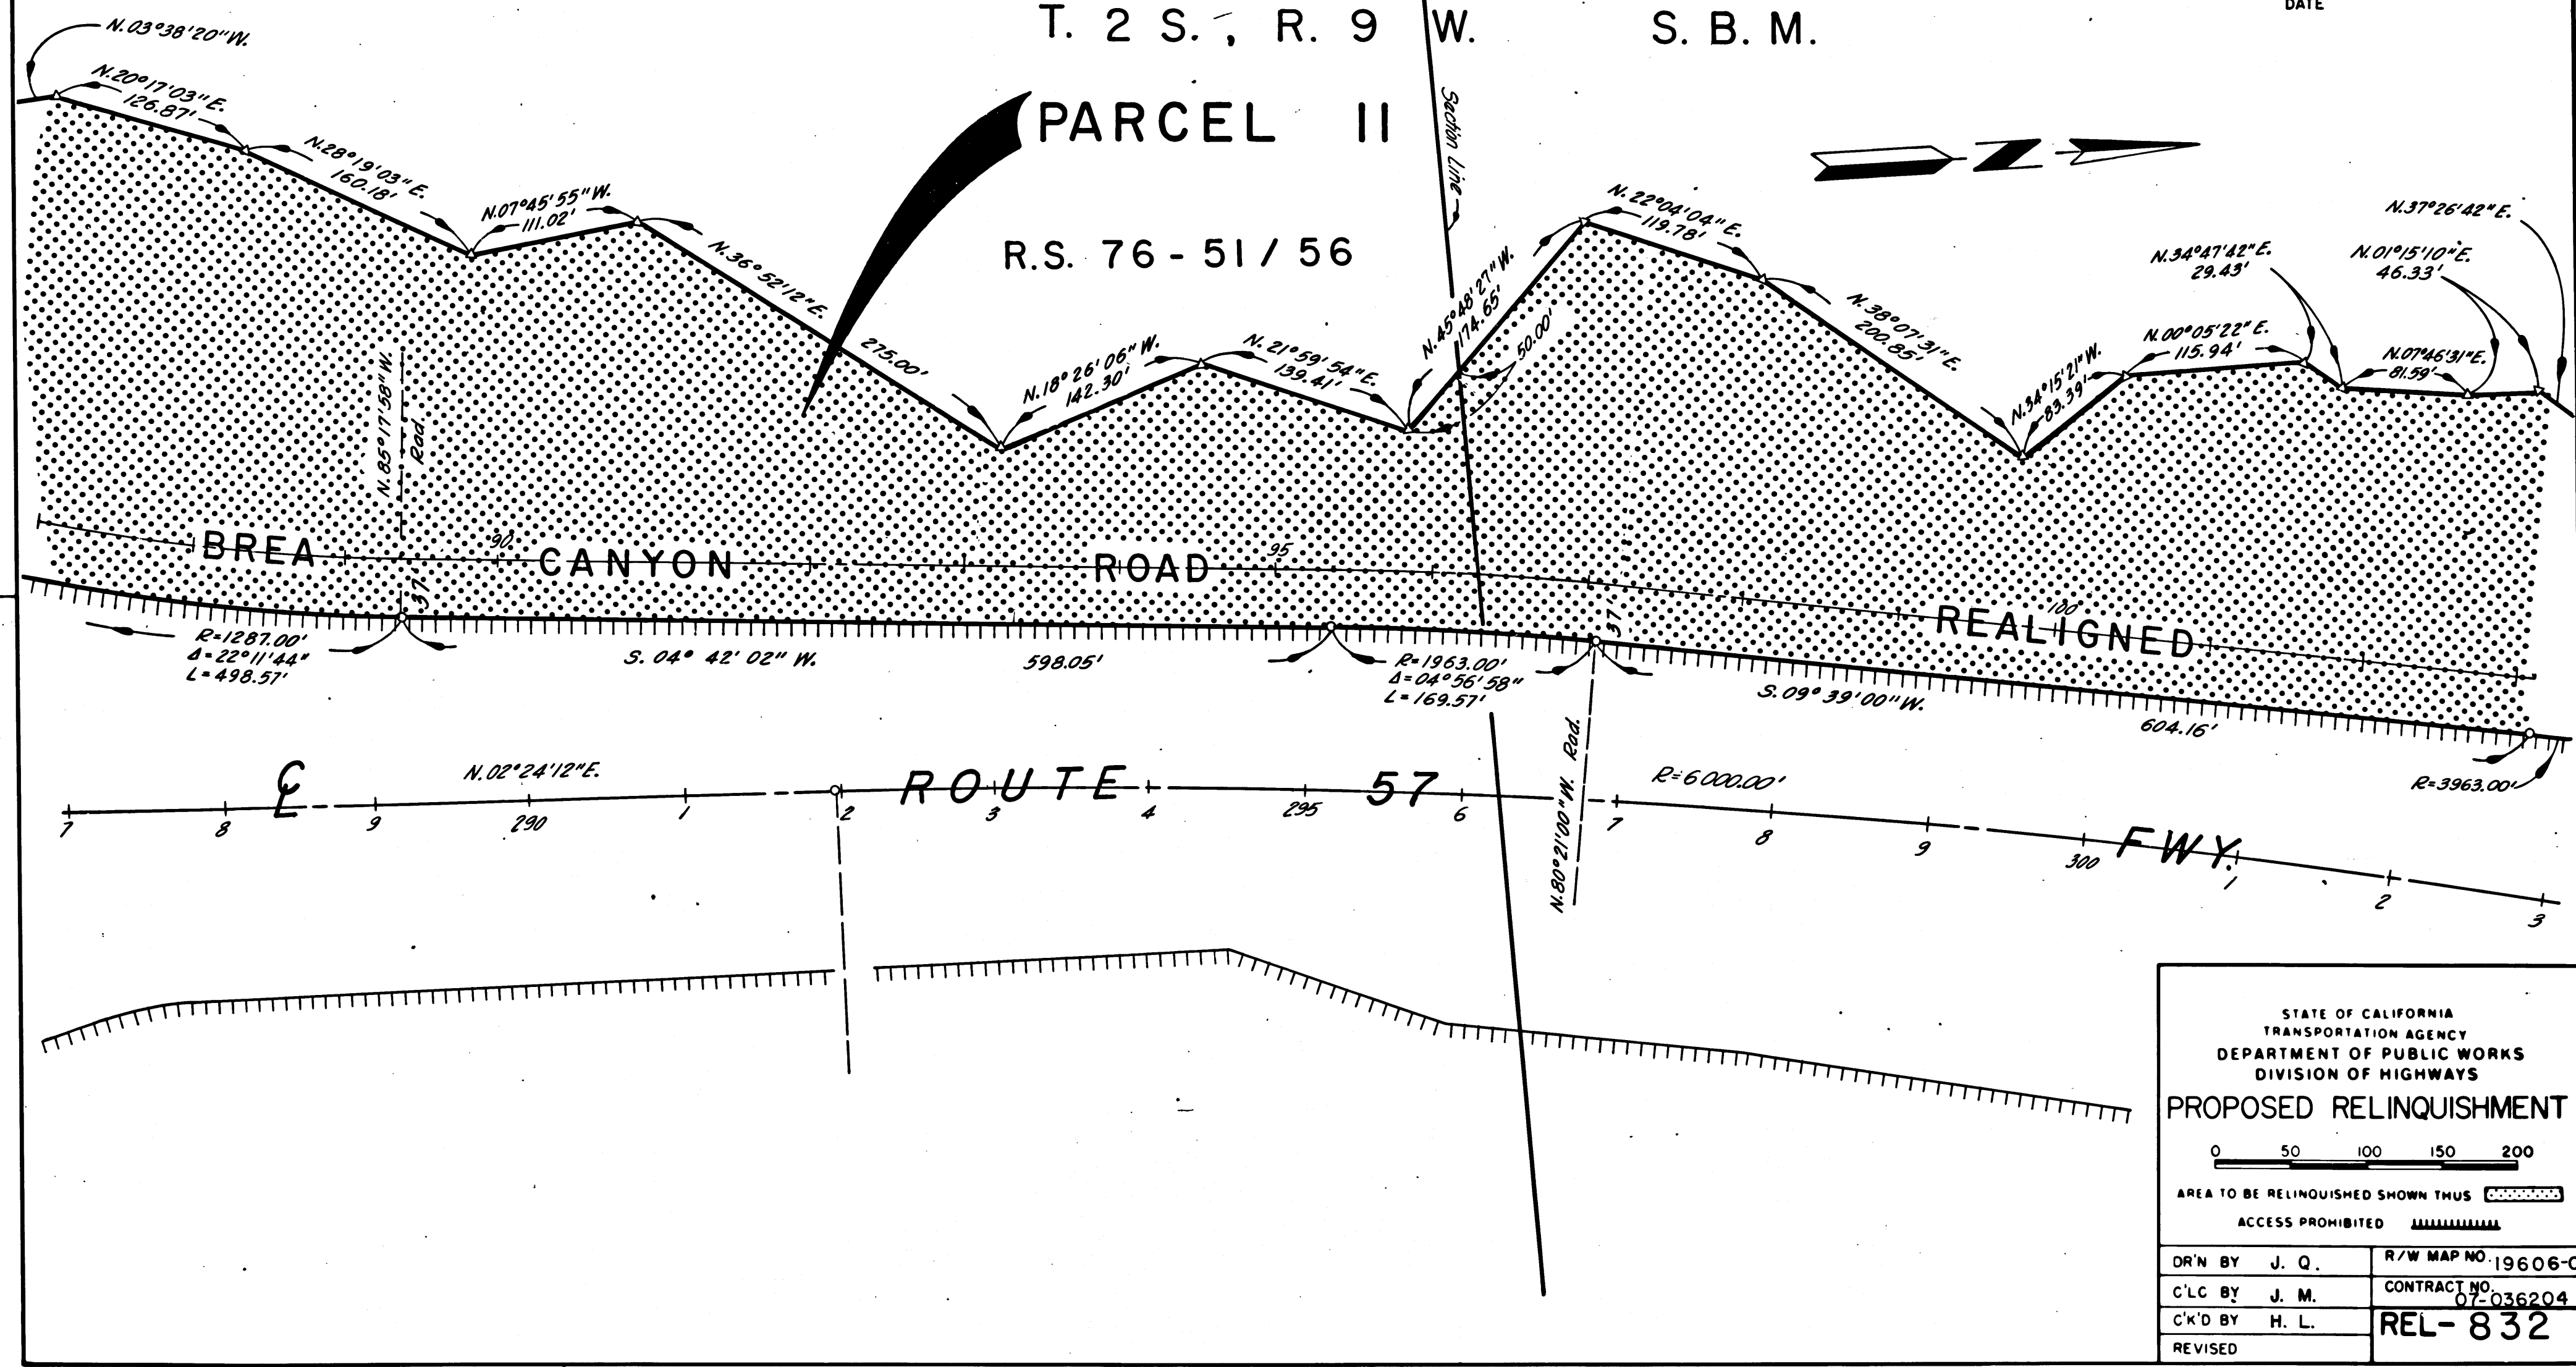 DATE
T. 2 S., R. 9 W. S. B. M.
N.03°38'20"W.
N.20°17'03"E.
126.87'
N.28°19'03"E.
160.18'
N.07°45'55"W.
111.02'
N.36°52'12"E.
275.00'
PARCEL 11
R.S. 76-51/56
Section Line
N.18°26'06"W.
142.30'
N.21°59'54"E.
139.41'
N.45°48'27"W.
174.65'
50.00'
N.22°04'04"E.
119.78'
N.38°07'31"E.
200.85'
N.34°15'21"W.
83.39'
N.00°05'22"E.
115.94'
N.34°47'42"E.
29.43'
N.07°46'31"E.
81.59'
N.01°15'10"E.
46.33'
N.37°26'42"E.
N
N.85°17'58"W.
Rad.
BREA CANYON ROAD REALIGNED
90
95
100
37
37
R=1287.00'
Δ=22°11'44"
L=498.57'
S. 04° 42' 02" W.
598.05'
R=1963.00'
Δ=04°56'58"
L=169.57'
S.09°39'00"W.
604.16'
N.80°21'00"W. Rad.
R=3963.00'
N.02°24'12"E.
R=6000.00'
℄ ROUTE 57 FWY.
7 8 9 290 1 2 3 4 295 6 7 8 9 300 1 2 3
STATE OF CALIFORNIA
TRANSPORTATION AGENCY
DEPARTMENT OF PUBLIC WORKS
DIVISION OF HIGHWAYS
PROPOSED RELINQUISHMENT
0 50 100 150 200
AREA TO BE RELINQUISHED SHOWN THUS
ACCESS PROHIBITED
DR'N BY J. Q.
R/W MAP NO. 19606-
C'LC BY J. M.
CONTRACT NO.
07-036204
C'K'D BY H. L.
REL-832
REVISED